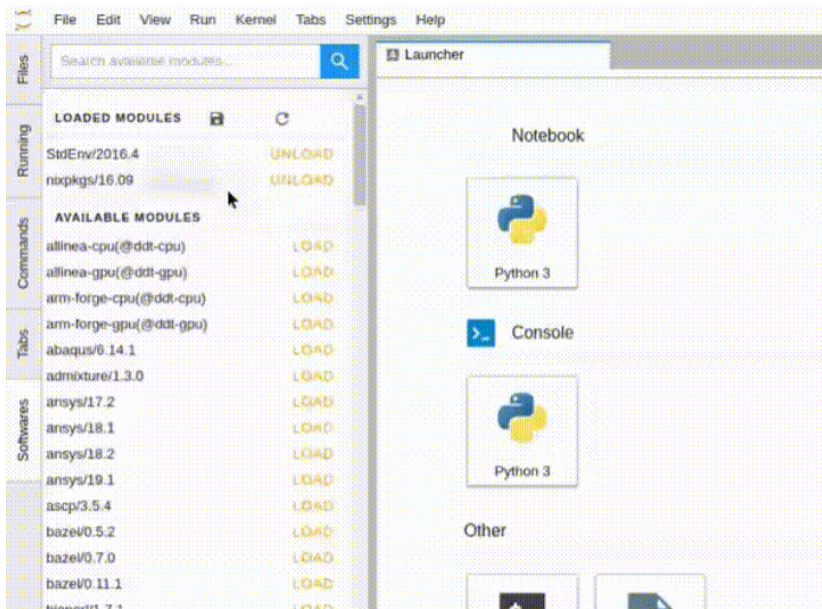 File Edit View Run Kernel Tabs Settings Help
Files
Running
Commands
Tabs
Softwares
Search available modules...
LOADED MODULES
StdEnv/2016.4 UNLOAD
nixpkgs/16.09 UNLOAD
AVAILABLE MODULES
allinea-cpu(@ddt-cpu) LOAD
allinea-gpu(@ddt-gpu) LOAD
arm-forge-cpu(@ddt-cpu) LOAD
arm-forge-gpu(@ddt-gpu) LOAD
abaqus/6.14.1 LOAD
admixture/1.3.0 LOAD
ansys/17.2 LOAD
ansys/18.1 LOAD
ansys/18.2 LOAD
ansys/19.1 LOAD
ascp/3.5.4 LOAD
bazel/0.5.2 LOAD
bazel/0.7.0 LOAD
bazel/0.11.1 LOAD
Launcher
Notebook
Python 3
Console
Python 3
Other